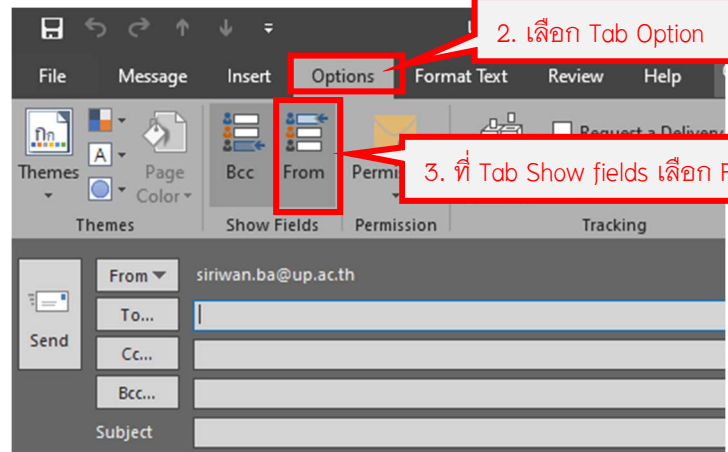 2. เลือก Tab Option
File Message Insert Options Format Text Review Help
ก็ก
A
Themes Page Color Bcc From
3. ที่ Tab Show fields เลือก
Themes Show Fields Permission Tracking
From siriwan.ba@up.ac.th
To...
Send
Cc...
Bcc...
Subject